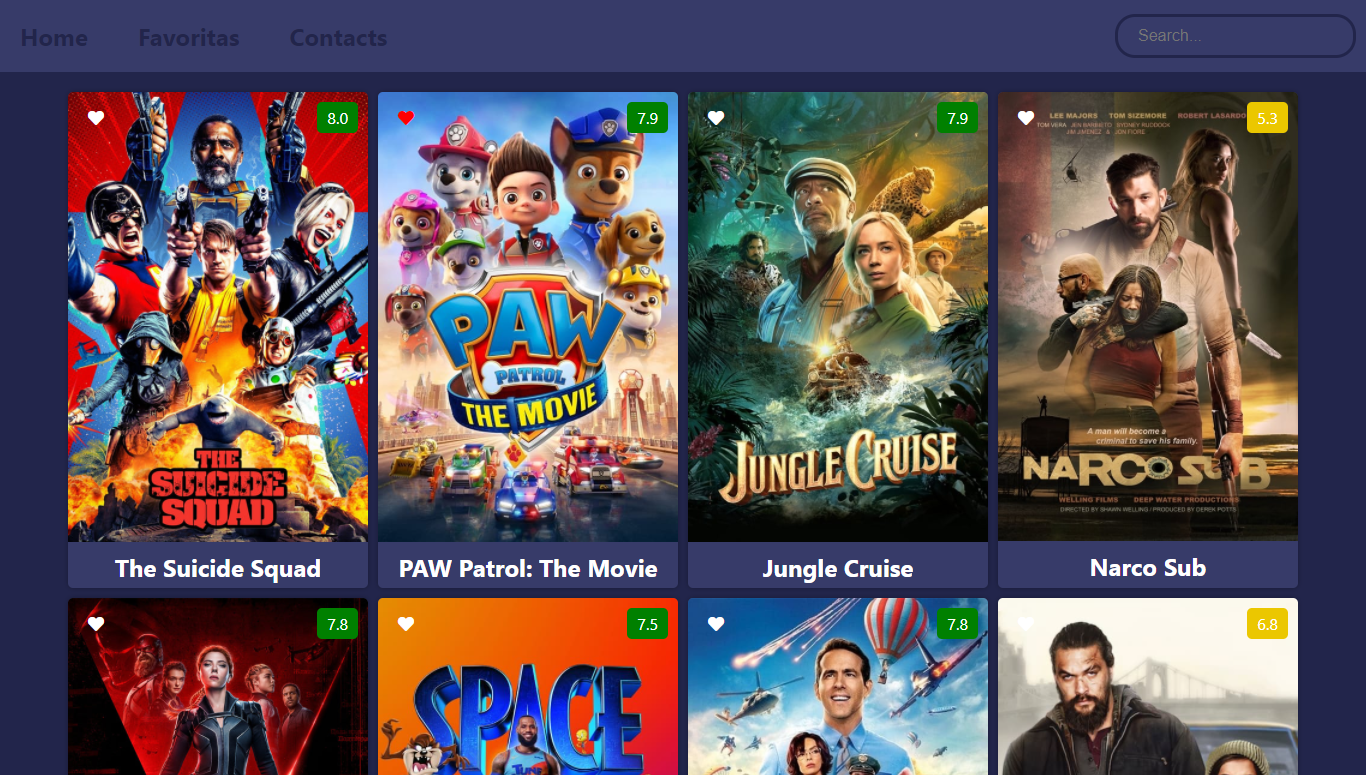 Home Favoritas Contacts Search...
8.0
7.9
7.9
5.3
THE
SUICIDE
SQUAD
PAW
PATROL
THE MOVIE
JUNGLE CRUISE
LEE MAJORS TOM SIZEMORE ROBERT LASARDO
TOM VERA JEN BARNETO SYDNEY RUDDOCK
JIM JIMENEZ & JON FIORE
A man will become a
criminal to save his family.
NARCO SUB
WELLING FILMS DEEP WATER PRODUCTIONS
DIRECTED BY SHAWN WELLING / PRODUCED BY DEREK POTTS
The Suicide Squad
PAW Patrol: The Movie
Jungle Cruise
Narco Sub
7.8
7.5
7.8
6.8
SPACE